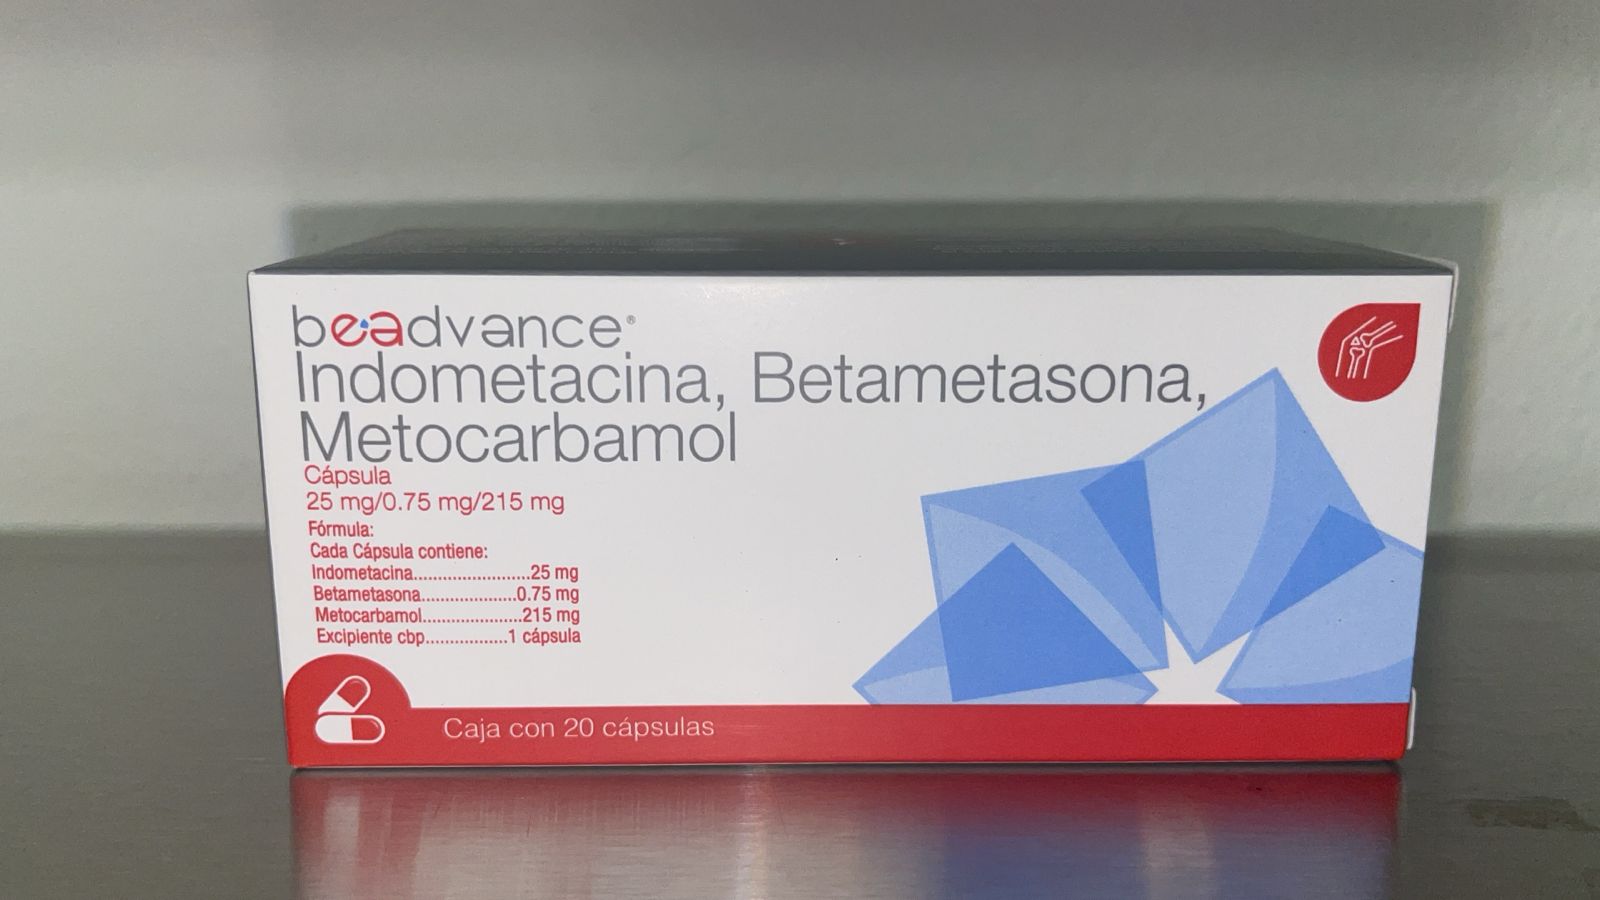 beadvance®
Indometacina, Betametasona,
Metocarbamol
Cápsula
25 mg/0.75 mg/215 mg
Fórmula:
Cada Cápsula contiene:
Indometacina........................25 mg
Betametasona....................0.75 mg
Metocarbamol.....................215 mg
Excipiente cbp.................1 cápsula
Caja con 20 cápsulas